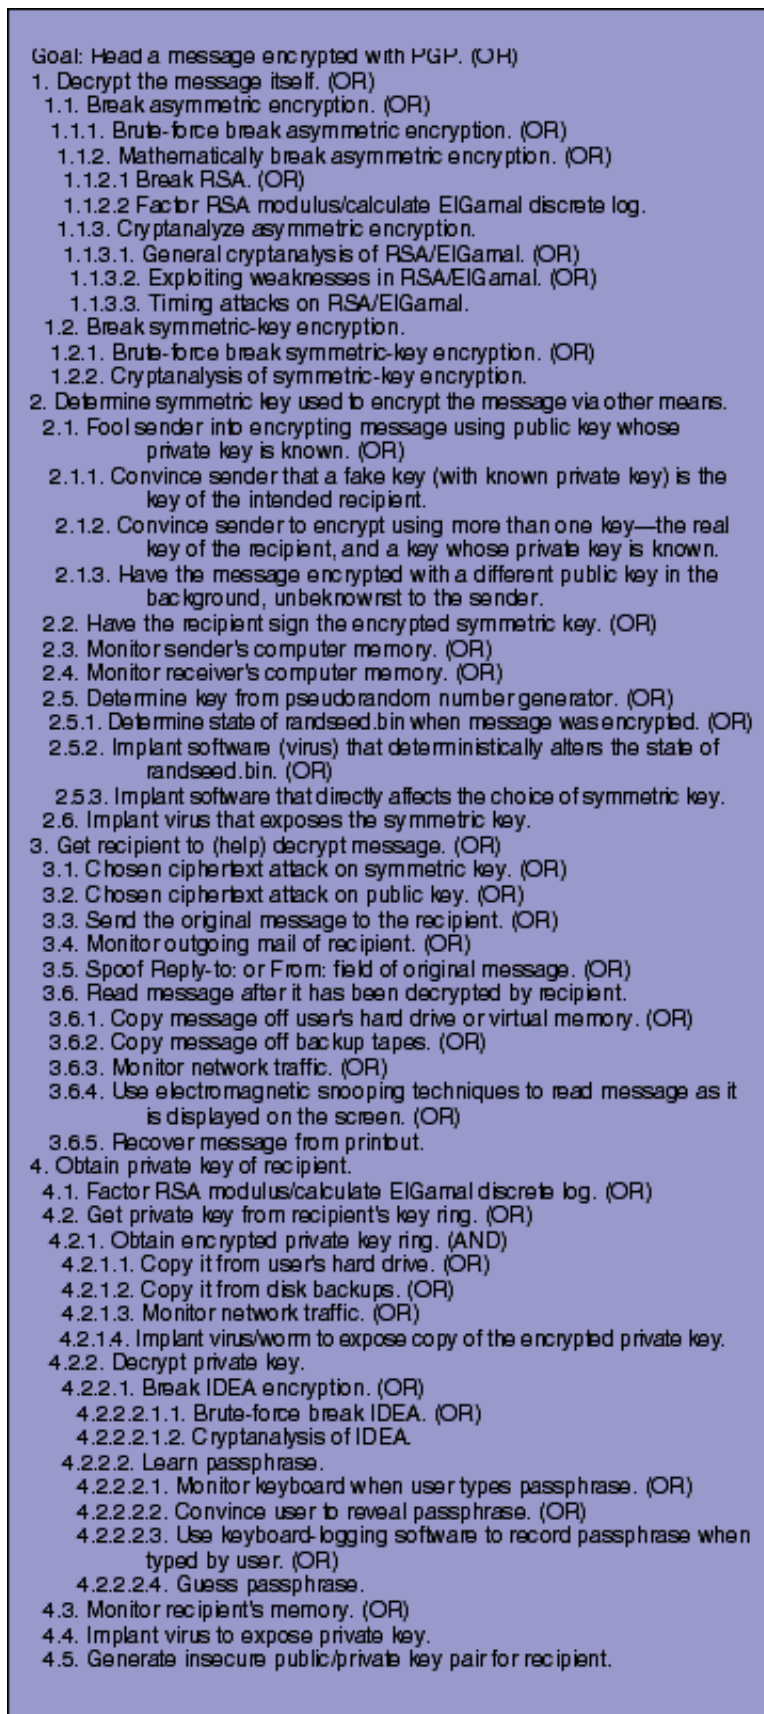 Goal: Read a message encrypted with PGP. (OR)
1. Decrypt the message itself. (OR)
1.1. Break asymmetric encryption. (OR)
1.1.1. Brute-force break asymmetric encryption. (OR)
1.1.2. Mathematically break asymmetric encryption. (OR)
1.1.2.1 Break RSA. (OR)
1.1.2.2 Factor RSA modulus/calculate ElGamal discrete log.
1.1.3. Cryptanalyze asymmetric encryption.
1.1.3.1. General cryptanalysis of RSA/ElGamal. (OR)
1.1.3.2. Exploiting weaknesses in RSA/ElGamal. (OR)
1.1.3.3. Timing attacks on RSA/ElGamal.
1.2. Break symmetric-key encryption.
1.2.1. Brute-force break symmetric-key encryption. (OR)
1.2.2. Cryptanalysis of symmetric-key encryption.
2. Determine symmetric key used to encrypt the message via other means.
2.1. Fool sender into encrypting message using public key whose
private key is known. (OR)
2.1.1. Convince sender that a fake key (with known private key) is the
key of the intended recipient.
2.1.2. Convince sender to encrypt using more than one key—the real
key of the recipient, and a key whose private key is known.
2.1.3. Have the message encrypted with a different public key in the
background, unbeknownst to the sender.
2.2. Have the recipient sign the encrypted symmetric key. (OR)
2.3. Monitor sender's computer memory. (OR)
2.4. Monitor receiver's computer memory. (OR)
2.5. Determine key from pseudorandom number generator. (OR)
2.5.1. Determine state of randseed.bin when message was encrypted. (OR)
2.5.2. Implant software (virus) that deterministically alters the state of
randseed.bin. (OR)
2.5.3. Implant software that directly affects the choice of symmetric key.
2.6. Implant virus that exposes the symmetric key.
3. Get recipient to (help) decrypt message. (OR)
3.1. Chosen ciphertext attack on symmetric key. (OR)
3.2. Chosen ciphertext attack on public key. (OR)
3.3. Send the original message to the recipient. (OR)
3.4. Monitor outgoing mail of recipient. (OR)
3.5. Spoof Reply-to: or From: field of original message. (OR)
3.6. Read message after it has been decrypted by recipient.
3.6.1. Copy message off user's hard drive or virtual memory. (OR)
3.6.2. Copy message off backup tapes. (OR)
3.6.3. Monitor network traffic. (OR)
3.6.4. Use electromagnetic snooping techniques to read message as it
is displayed on the screen. (OR)
3.6.5. Recover message from printout.
4. Obtain private key of recipient.
4.1. Factor RSA modulus/calculate ElGamal discrete log. (OR)
4.2. Get private key from recipient's key ring. (OR)
4.2.1. Obtain encrypted private key ring. (AND)
4.2.1.1. Copy it from user's hard drive. (OR)
4.2.1.2. Copy it from disk backups. (OR)
4.2.1.3. Monitor network traffic. (OR)
4.2.1.4. Implant virus/worm to expose copy of the encrypted private key.
4.2.2. Decrypt private key.
4.2.2.1. Break IDEA encryption. (OR)
4.2.2.2.1.1. Brute-force break IDEA. (OR)
4.2.2.2.1.2. Cryptanalysis of IDEA.
4.2.2.2. Learn passphrase.
4.2.2.2.1. Monitor keyboard when user types passphrase. (OR)
4.2.2.2.2. Convince user to reveal passphrase. (OR)
4.2.2.2.3. Use keyboard-logging software to record passphrase when
typed by user. (OR)
4.2.2.2.4. Guess passphrase.
4.3. Monitor recipient's memory. (OR)
4.4. Implant virus to expose private key.
4.5. Generate insecure public/private key pair for recipient.